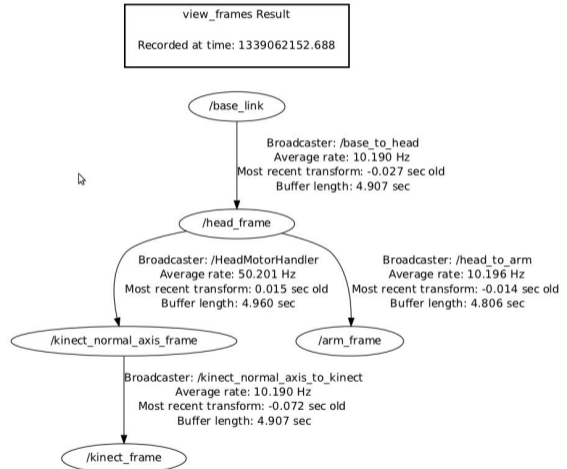 view_frames Result
Recorded at time: 1339062152.688
/base_link
Broadcaster: /base_to_head
Average rate: 10.190 Hz
Most recent transform: -0.027 sec old
Buffer length: 4.907 sec
/head_frame
Broadcaster: /HeadMotorHandler
Average rate: 50.201 Hz
Most recent transform: 0.015 sec old
Buffer length: 4.960 sec
Broadcaster: /head_to_arm
Average rate: 10.196 Hz
Most recent transform: -0.014 sec old
Buffer length: 4.806 sec
/kinect_normal_axis_frame
/arm_frame
Broadcaster: /kinect_normal_axis_to_kinect
Average rate: 10.190 Hz
Most recent transform: -0.072 sec old
Buffer length: 4.907 sec
/kinect_frame